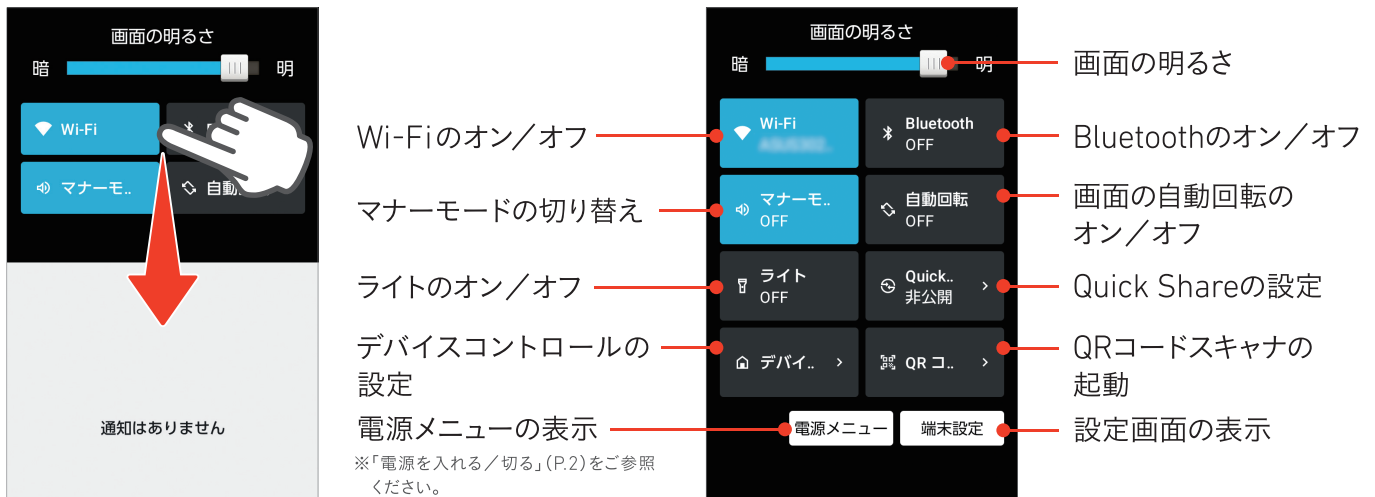 画面の明るさ
暗 明
Wi-Fi
マナーモ..
自動
通知はありません
Wi-Fiのオン／オフ
マナーモードの切り替え
ライトのオン／オフ
デバイスコントロールの
設定
電源メニューの表示
※「電源を入れる／切る」(P.2)をご参照
ください。
画面の明るさ
暗 明
Wi-Fi
Bluetooth
OFF
マナーモ..
OFF
自動回転
OFF
ライト
OFF
Quick..
非公開
デバイ..
QR コ..
電源メニュー
端末設定
画面の明るさ
Bluetoothのオン／オフ
画面の自動回転の
オン／オフ
Quick Shareの設定
QRコードスキャナの
起動
設定画面の表示